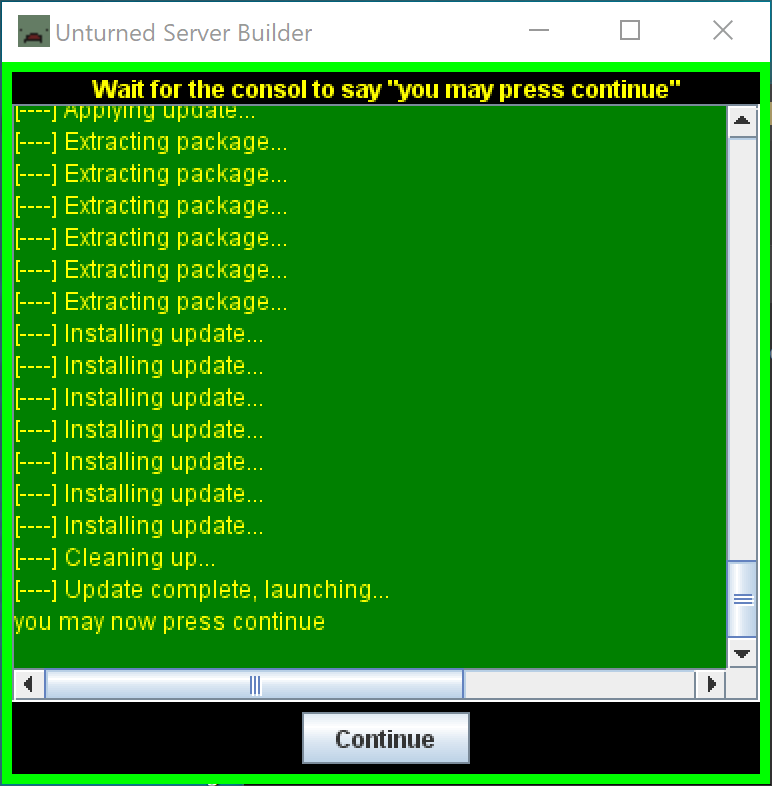 Unturned Server Builder
Wait for the consol to say "you may press continue"
[----] Applying update...
[----] Extracting package...
[----] Extracting package...
[----] Extracting package...
[----] Extracting package...
[----] Extracting package...
[----] Extracting package...
[----] Installing update...
[----] Installing update...
[----] Installing update...
[----] Installing update...
[----] Installing update...
[----] Installing update...
[----] Installing update...
[----] Cleaning up...
[----] Update complete, launching...
you may now press continue
Continue